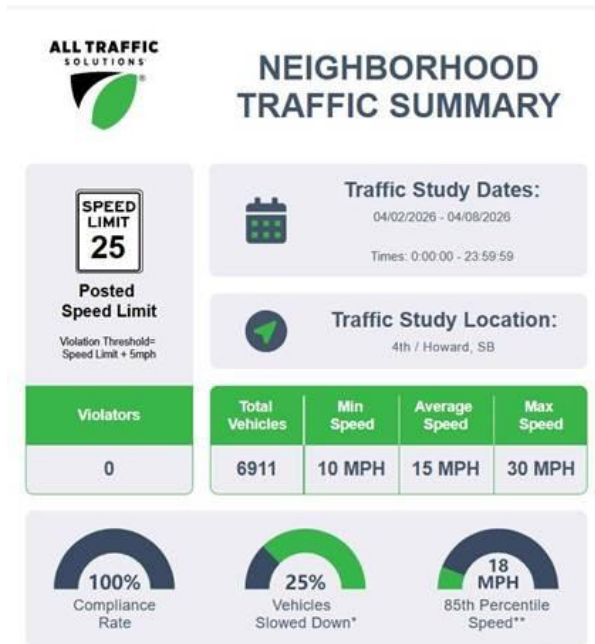 ALL TRAFFIC
SOLUTIONS
NEIGHBORHOOD
TRAFFIC SUMMARY
SPEED
LIMIT
25
Posted
Speed Limit
Violation Threshold=
Speed Limit + 5mph
Traffic Study Dates:
04/02/2026 - 04/08/2026
Times: 0:00:00 - 23:59:59
Traffic Study Location:
4th / Howard, SB
Violators
0
Total
Vehicles
Min
Speed
Average
Speed
Max
Speed
6911
10 MPH
15 MPH
30 MPH
100%
Compliance
Rate
25%
Vehicles
Slowed Down*
18
MPH
85th Percentile
Speed**